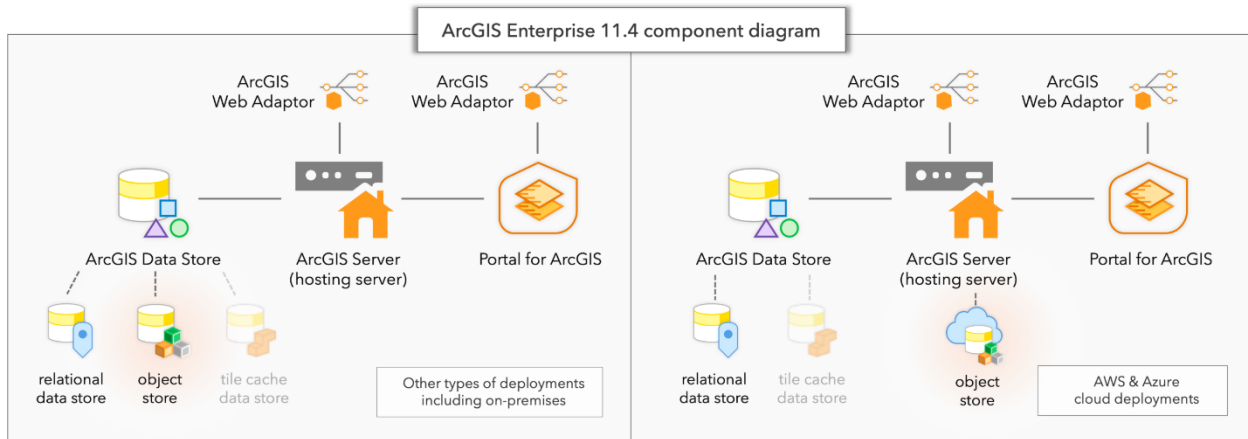 ArcGIS Enterprise 11.4 component diagram
ArcGIS
Web Adaptor
ArcGIS
Web Adaptor
ArcGIS Data Store
ArcGIS Server
(hosting server)
Portal for ArcGIS
relational
data store
object
store
tile cache
data store
Other types of deployments
including on-premises
ArcGIS
Web Adaptor
ArcGIS
Web Adaptor
ArcGIS Data Store
ArcGIS Server
(hosting server)
Portal for ArcGIS
relational
data store
tile cache
data store
object
store
AWS & Azure
cloud deployments